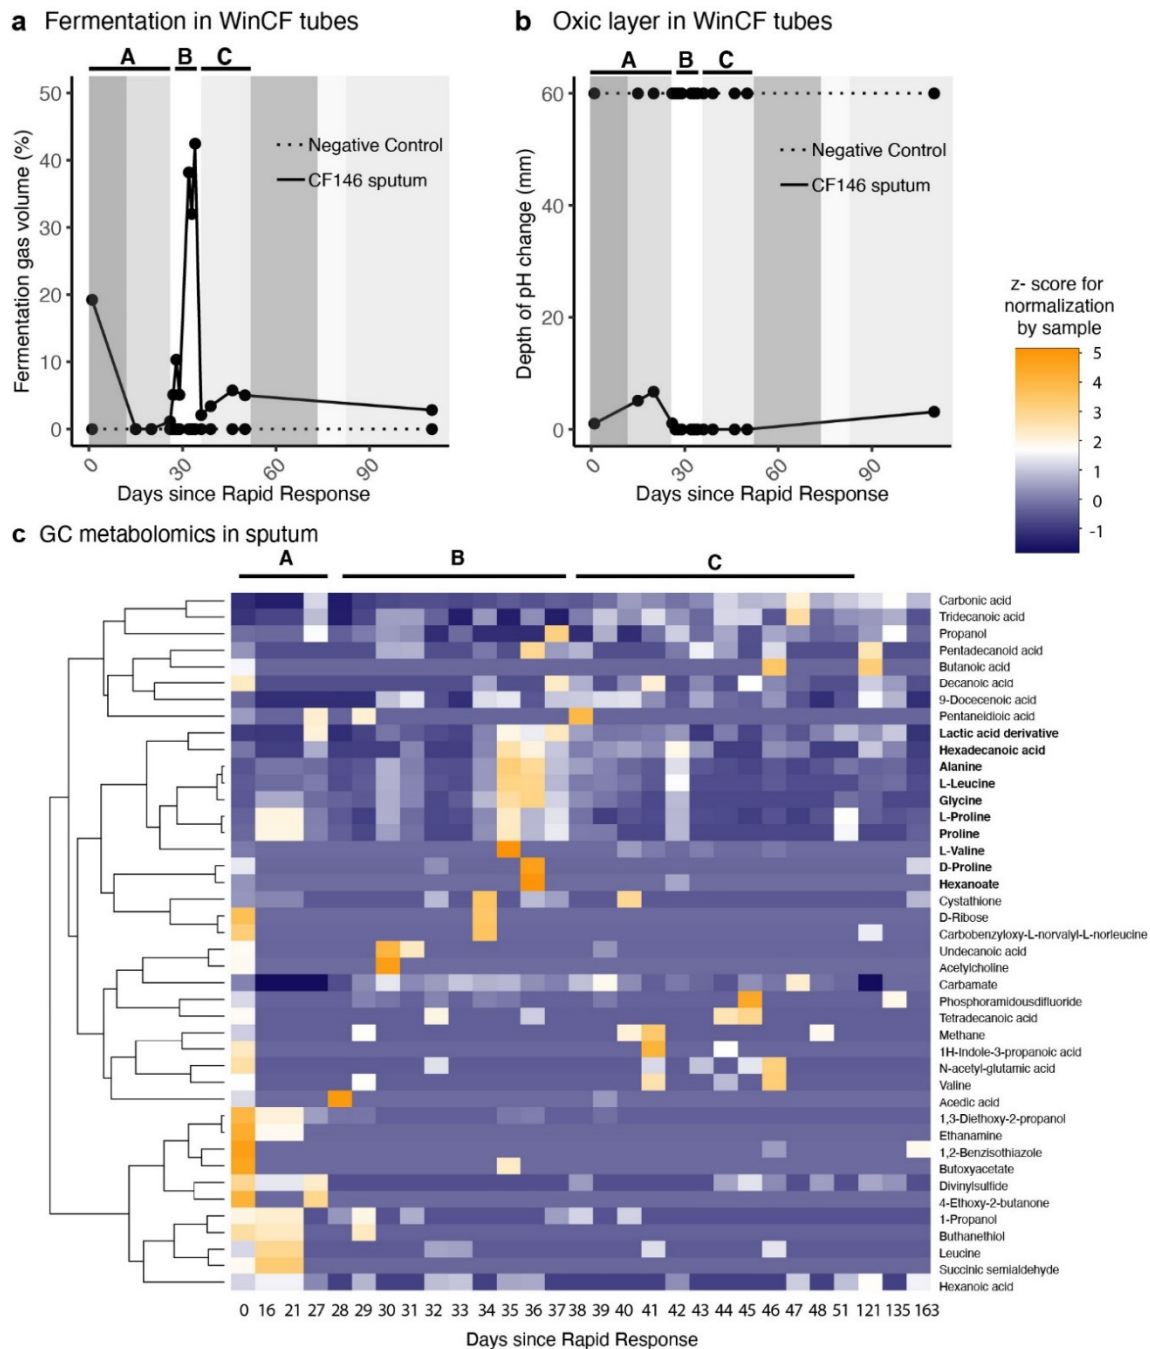 a Fermentation in WinCF tubes
A B C
Fermentation gas volume (%)
50
40
30
20
10
0
Negative Control
CF146 sputum
0 30 60 90
Days since Rapid Response
b Oxic layer in WinCF tubes
A B C
Depth of pH change (mm)
60
40
20
0
Negative Control
CF146 sputum
0 30 60 90
Days since Rapid Response
z- score for
normalization
by sample
5
4
3
2
1
0
-1
c GC metabolomics in sputum
A B C
Carbonic acid
Tridecanoic acid
Propanol
Pentadecanoid acid
Butanoic acid
Decanoic acid
9-Docecenoic acid
Pentaneidioic acid
Lactic acid derivative
Hexadecanoic acid
Alanine
L-Leucine
Glycine
L-Proline
Proline
L-Valine
D-Proline
Hexanoate
Cystathione
D-Ribose
Carbobenzyloxy-L-norvalyl-L-norleucine
Undecanoic acid
Acetylcholine
Carbamate
Phosphoramidousdifluoride
Tetradecanoic acid
Methane
1H-Indole-3-propanoic acid
N-acetyl-glutamic acid
Valine
Acedic acid
1,3-Diethoxy-2-propanol
Ethanamine
1,2-Benzisothiazole
Butoxyacetate
Divinylsulfide
4-Ethoxy-2-butanone
1-Propanol
Buthanethiol
Leucine
Succinic semialdehyde
Hexanoic acid
0 16 21 27 28 29 30 31 32 33 34 35 36 37 38 39 40 41 42 43 44 45 46 47 48 51 121 135 163
Days since Rapid Response